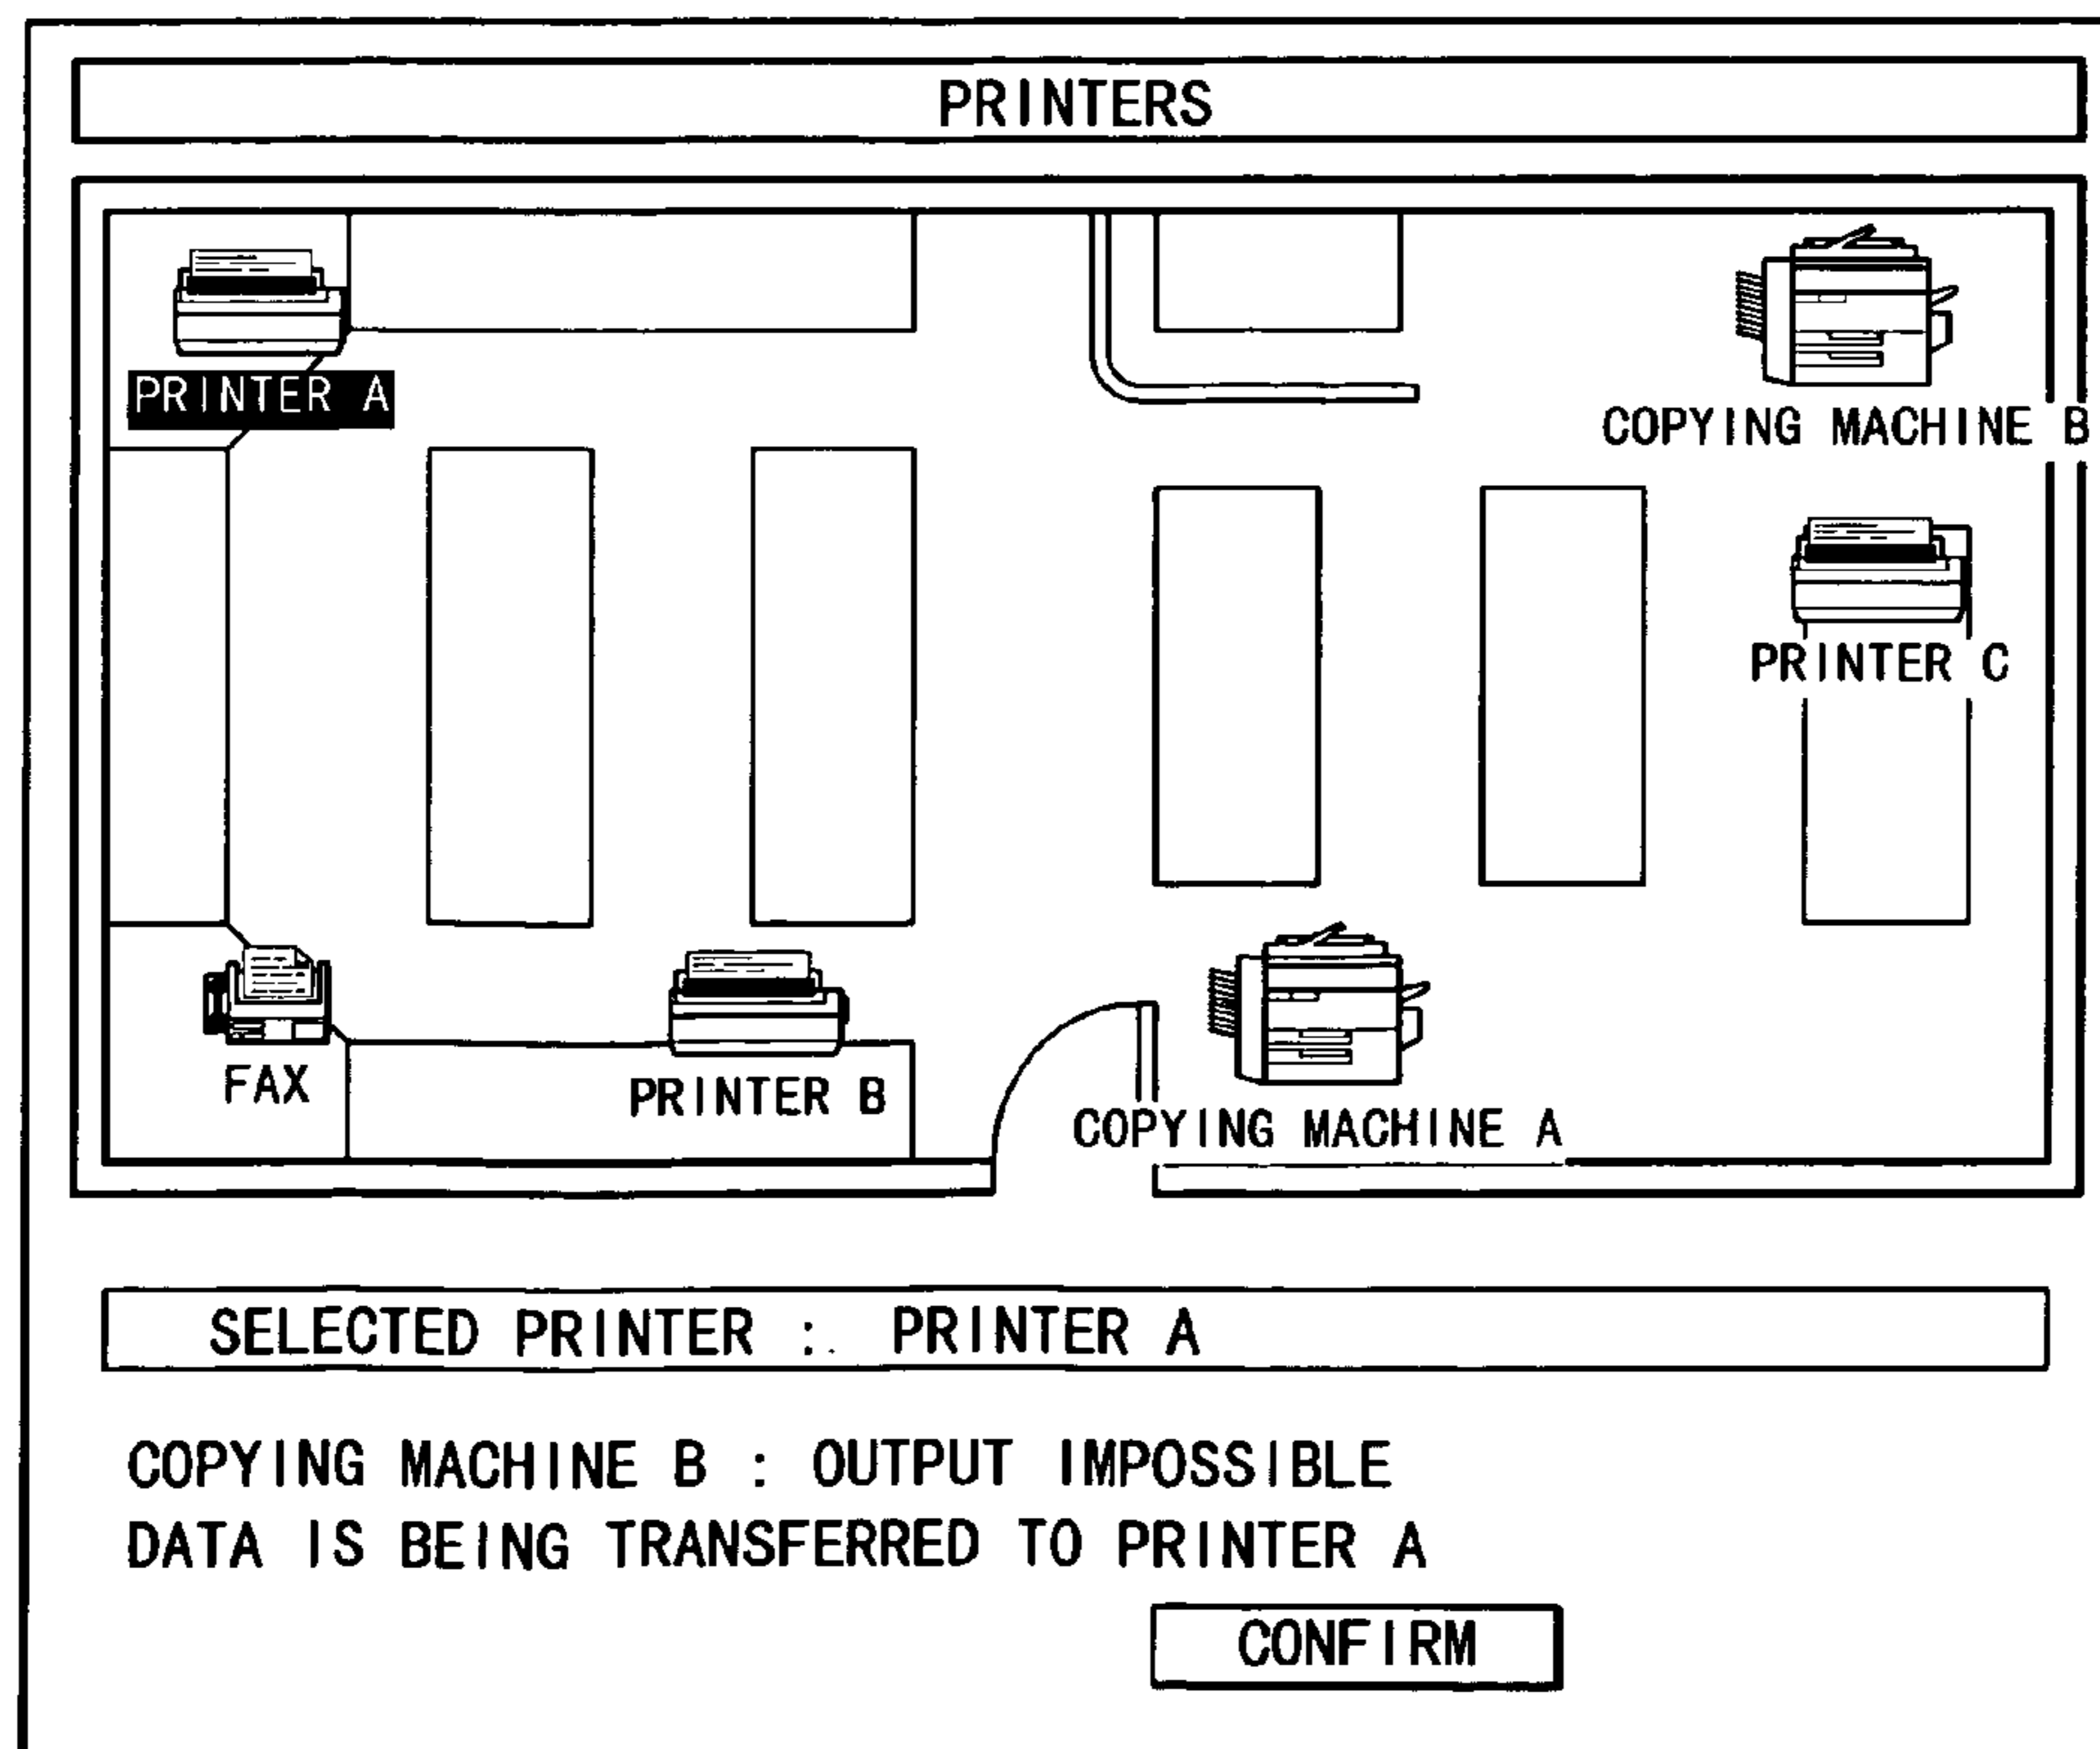 PRINTERS
PRINTER A
COPYING MACHINE B
PRINTER C
FAX
PRINTER B
COPYING MACHINE A
SELECTED PRINTER : PRINTER A
COPYING MACHINE B : OUTPUT IMPOSSIBLE
DATA IS BEING TRANSFERRED TO PRINTER A
CONFIRM